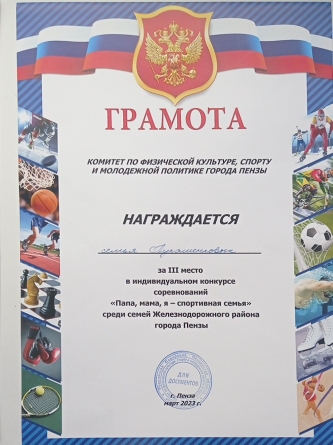 ГРАМОТА
КОМИТЕТ ПО ФИЗИЧЕСКОЙ КУЛЬТУРЕ, СПОРТУ
И МОЛОДЕЖНОЙ ПОЛИТИКЕ ГОРОДА ПЕНЗЫ
НАГРАЖДАЕТСЯ
семья
за III место
в индивидуальном конкурсе
соревнований
«Папа, мама, я – спортивная семья»
среди семей Железнодорожного района
города Пензы
ДЛЯ
ДОКУМЕНТОВ
г. Пенза
март 2023 г.